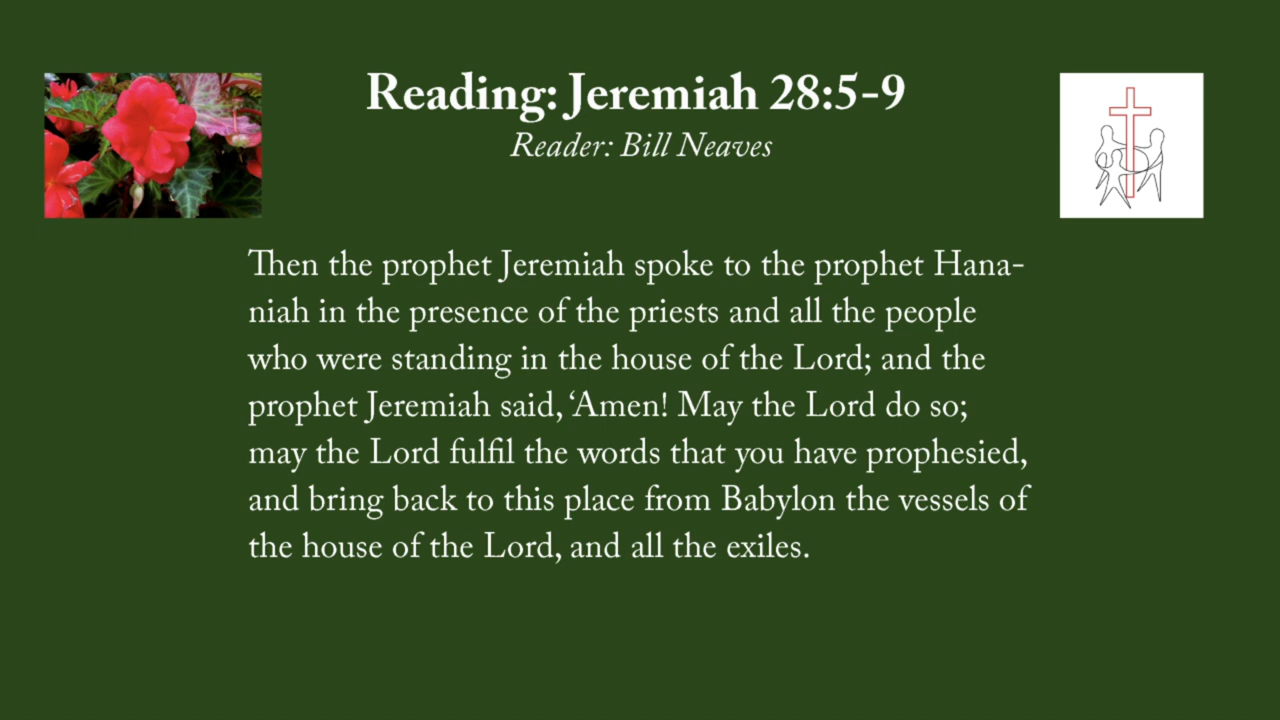 Reading: Jeremiah 28:5-9
Reader: Bill Neaves
Then the prophet Jeremiah spoke to the prophet Hana-
niah in the presence of the priests and all the people
who were standing in the house of the Lord; and the
prophet Jeremiah said, ‘Amen! May the Lord do so;
may the Lord fulfil the words that you have prophesied,
and bring back to this place from Babylon the vessels of
the house of the Lord, and all the exiles.